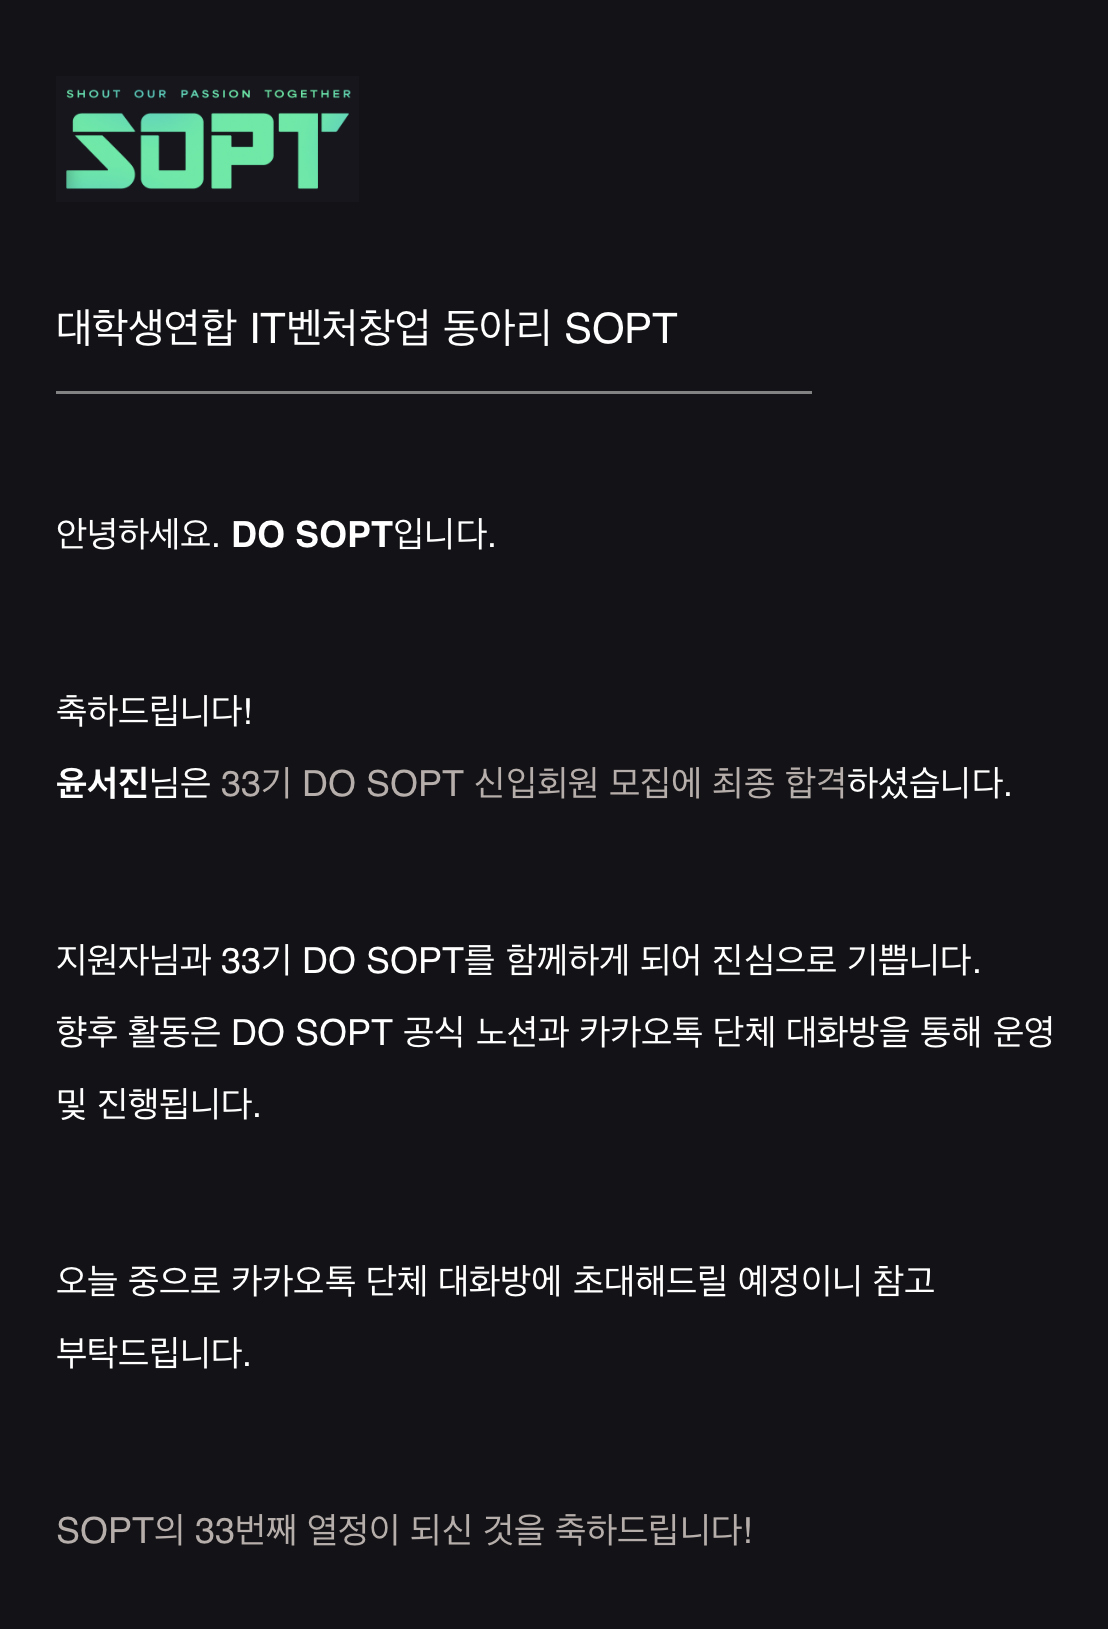 SHOUT OUR PASSION TOGETHER
SOPT
대학생연합 IT벤처창업 동아리 SOPT
안녕하세요. DO SOPT입니다.
축하드립니다!
윤서진님은 33기 DO SOPT 신입회원 모집에 최종 합격하셨습니다.
지원자님과 33기 DO SOPT를 함께하게 되어 진심으로 기쁩니다.
향후 활동은 DO SOPT 공식 노션과 카카오톡 단체 대화방을 통해 운영
및 진행됩니다.
오늘 중으로 카카오톡 단체 대화방에 초대해드릴 예정이니 참고
부탁드립니다.
SOPT의 33번째 열정이 되신 것을 축하드립니다!